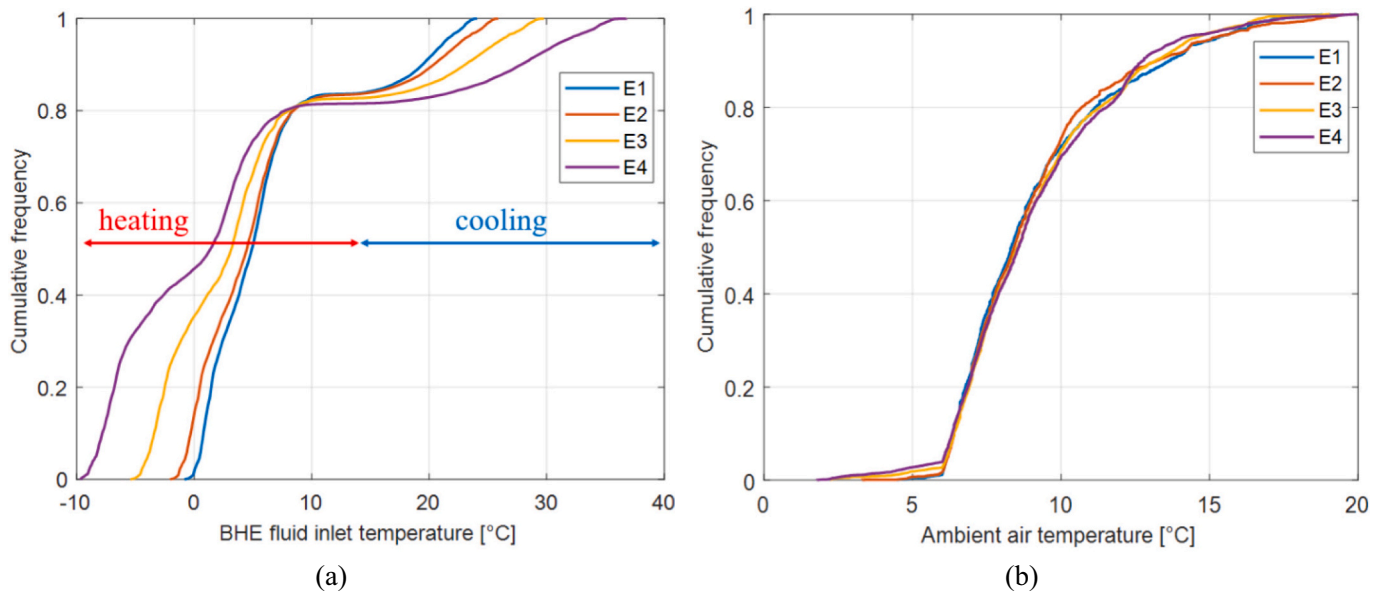 1
0.8
0.6
0.4
0.2
0
Cumulative frequency
-10 0 10 20 30 40
BHE fluid inlet temperature [°C]
E1
E2
E3
E4
heating
cooling
(a)
1
0.8
0.6
0.4
0.2
0
Cumulative frequency
0 5 10 15 20
Ambient air temperature [°C]
E1
E2
E3
E4
(b)